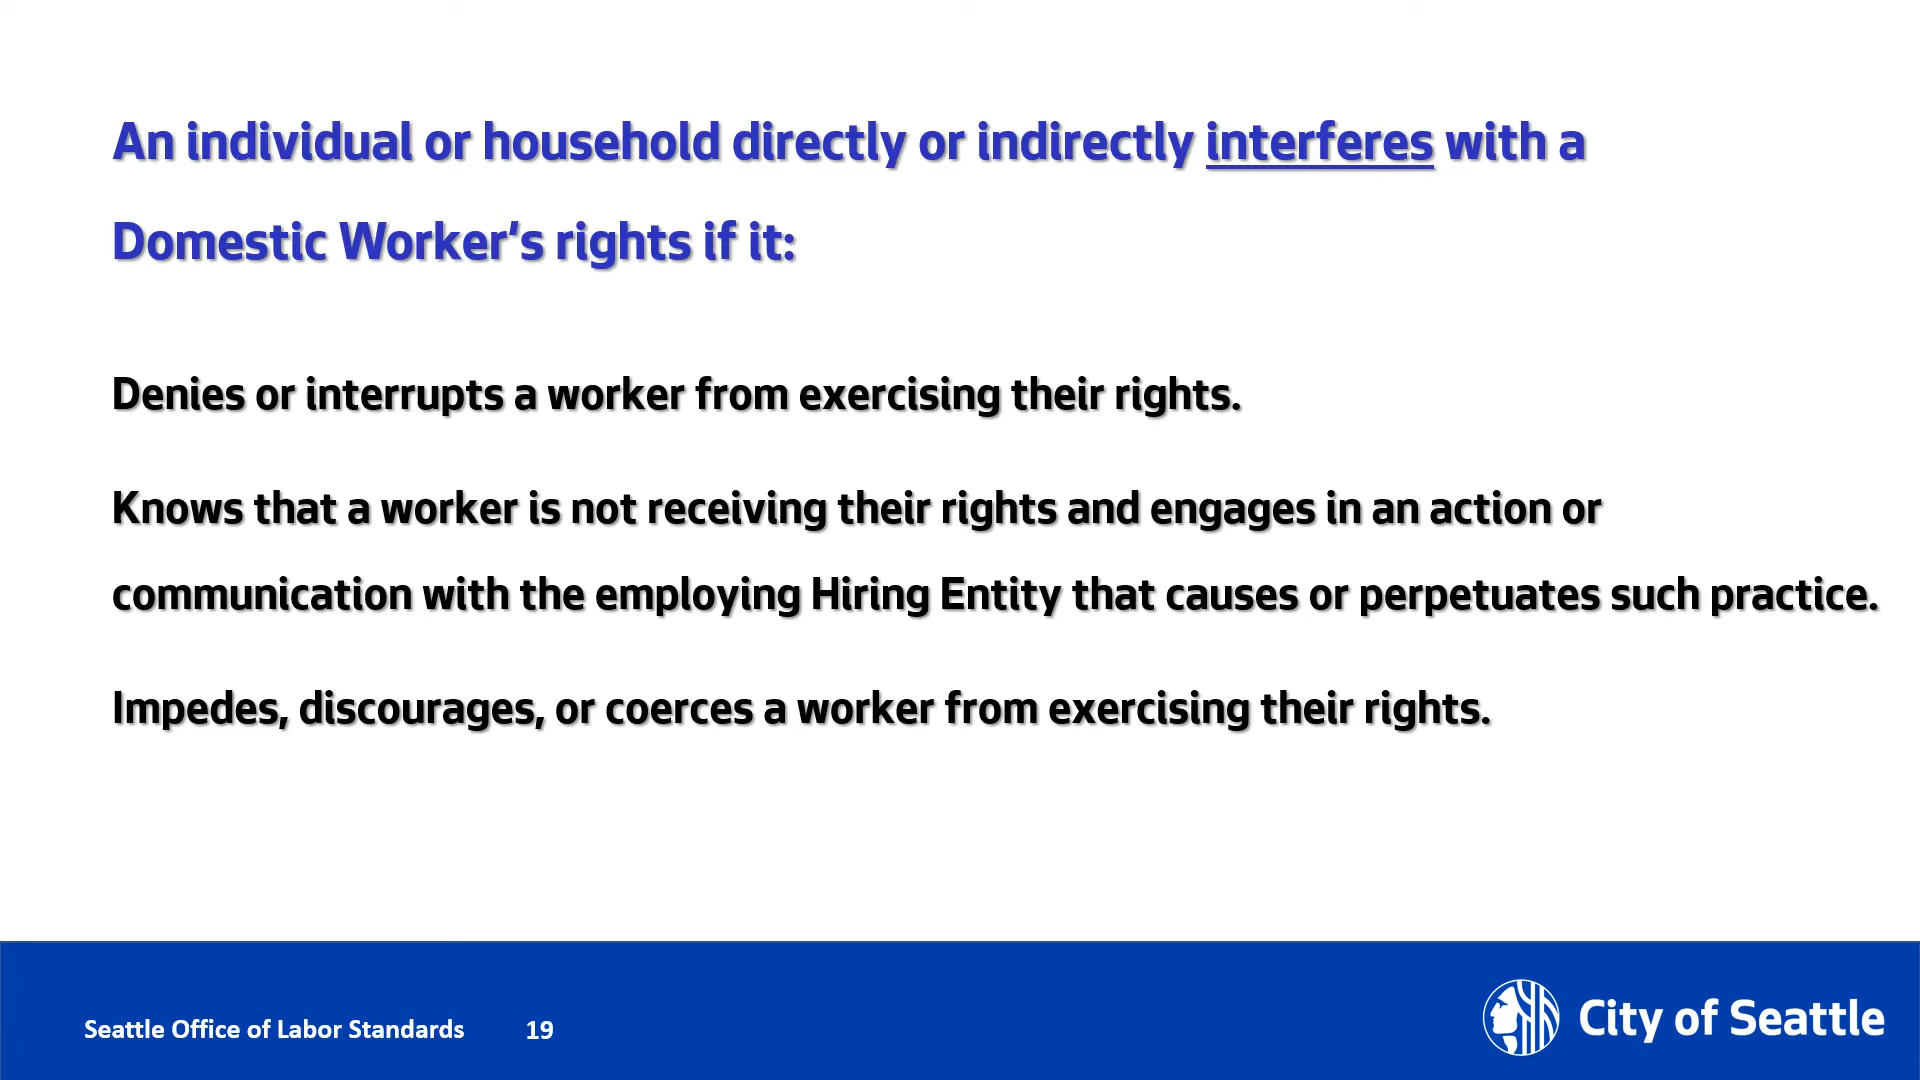 An individual or household directly or indirectly interferes with a
Domestic Worker‘s rights if it:
Denies or interrupts a worker from exercising their rights.
Knows that a worker is not receiving their rights and engages in an action or
communication with the employing Hiring Entity that causes or perpetuates such practice.
Impedes, discourages, or coerces a worker from exercising their rights.
Seattle Office of Labor Standards 19
City of Seattle